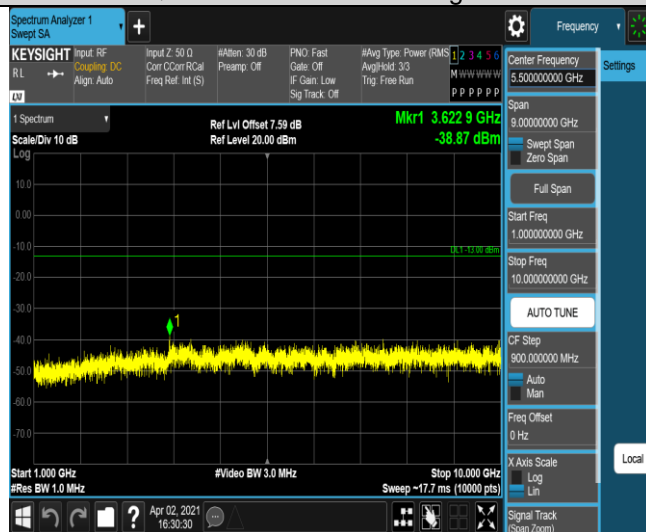 Spectrum Analyzer 1
Swept SA
Frequency
KEYSIGHT
RL
LXI
Input: RF
Coupling: DC
Align: Auto
Input Z: 50 Ω
Corr CCorr RCal
Freq Ref: Int (S)
#Atten: 30 dB
Preamp: Off
PNO: Fast
Gate: Off
IF Gain: Low
Sig Track: Off
#Avg Type: Power (RMS
Avg|Hold: 3/3
Trig: Free Run
1 2 3 4 5 6
M W W W W W
P P P P P P
1 Spectrum
Scale/Div 10 dB
Ref Lvl Offset 7.59 dB
Ref Level 20.00 dBm
Mkr1 3.622 9 GHz
-38.87 dBm
Log
10.0
0.00
-10.0
DL1 -13.00 dBm
-20.0
-30.0
1
-40.0
-50.0
-60.0
-70.0
Start 1.000 GHz
#Res BW 1.0 MHz
#Video BW 3.0 MHz
Stop 10.000 GHz
Sweep ~17.7 ms (10000 pts)
?
Apr 02, 2021
16:30:30
Center Frequency
5.500000000 GHz
Span
9.00000000 GHz
Swept Span
Zero Span
Full Span
Start Freq
1.000000000 GHz
Stop Freq
10.000000000 GHz
AUTO TUNE
CF Step
900.000000 MHz
Auto
Man
Freq Offset
0 Hz
X Axis Scale
Log
Lin
Signal Track
(Span Zoom)
Settings
Local